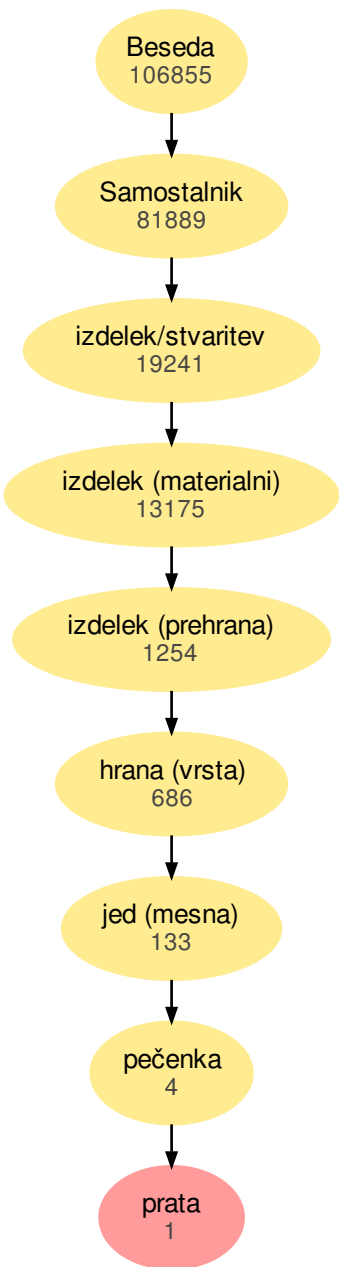 Beseda
106855
Samostalnik
81889
izdelek/stvaritev
19241
izdelek (materialni)
13175
izdelek (prehrana)
1254
hrana (vrsta)
686
jed (mesna)
133
pečenka
4
prata
1